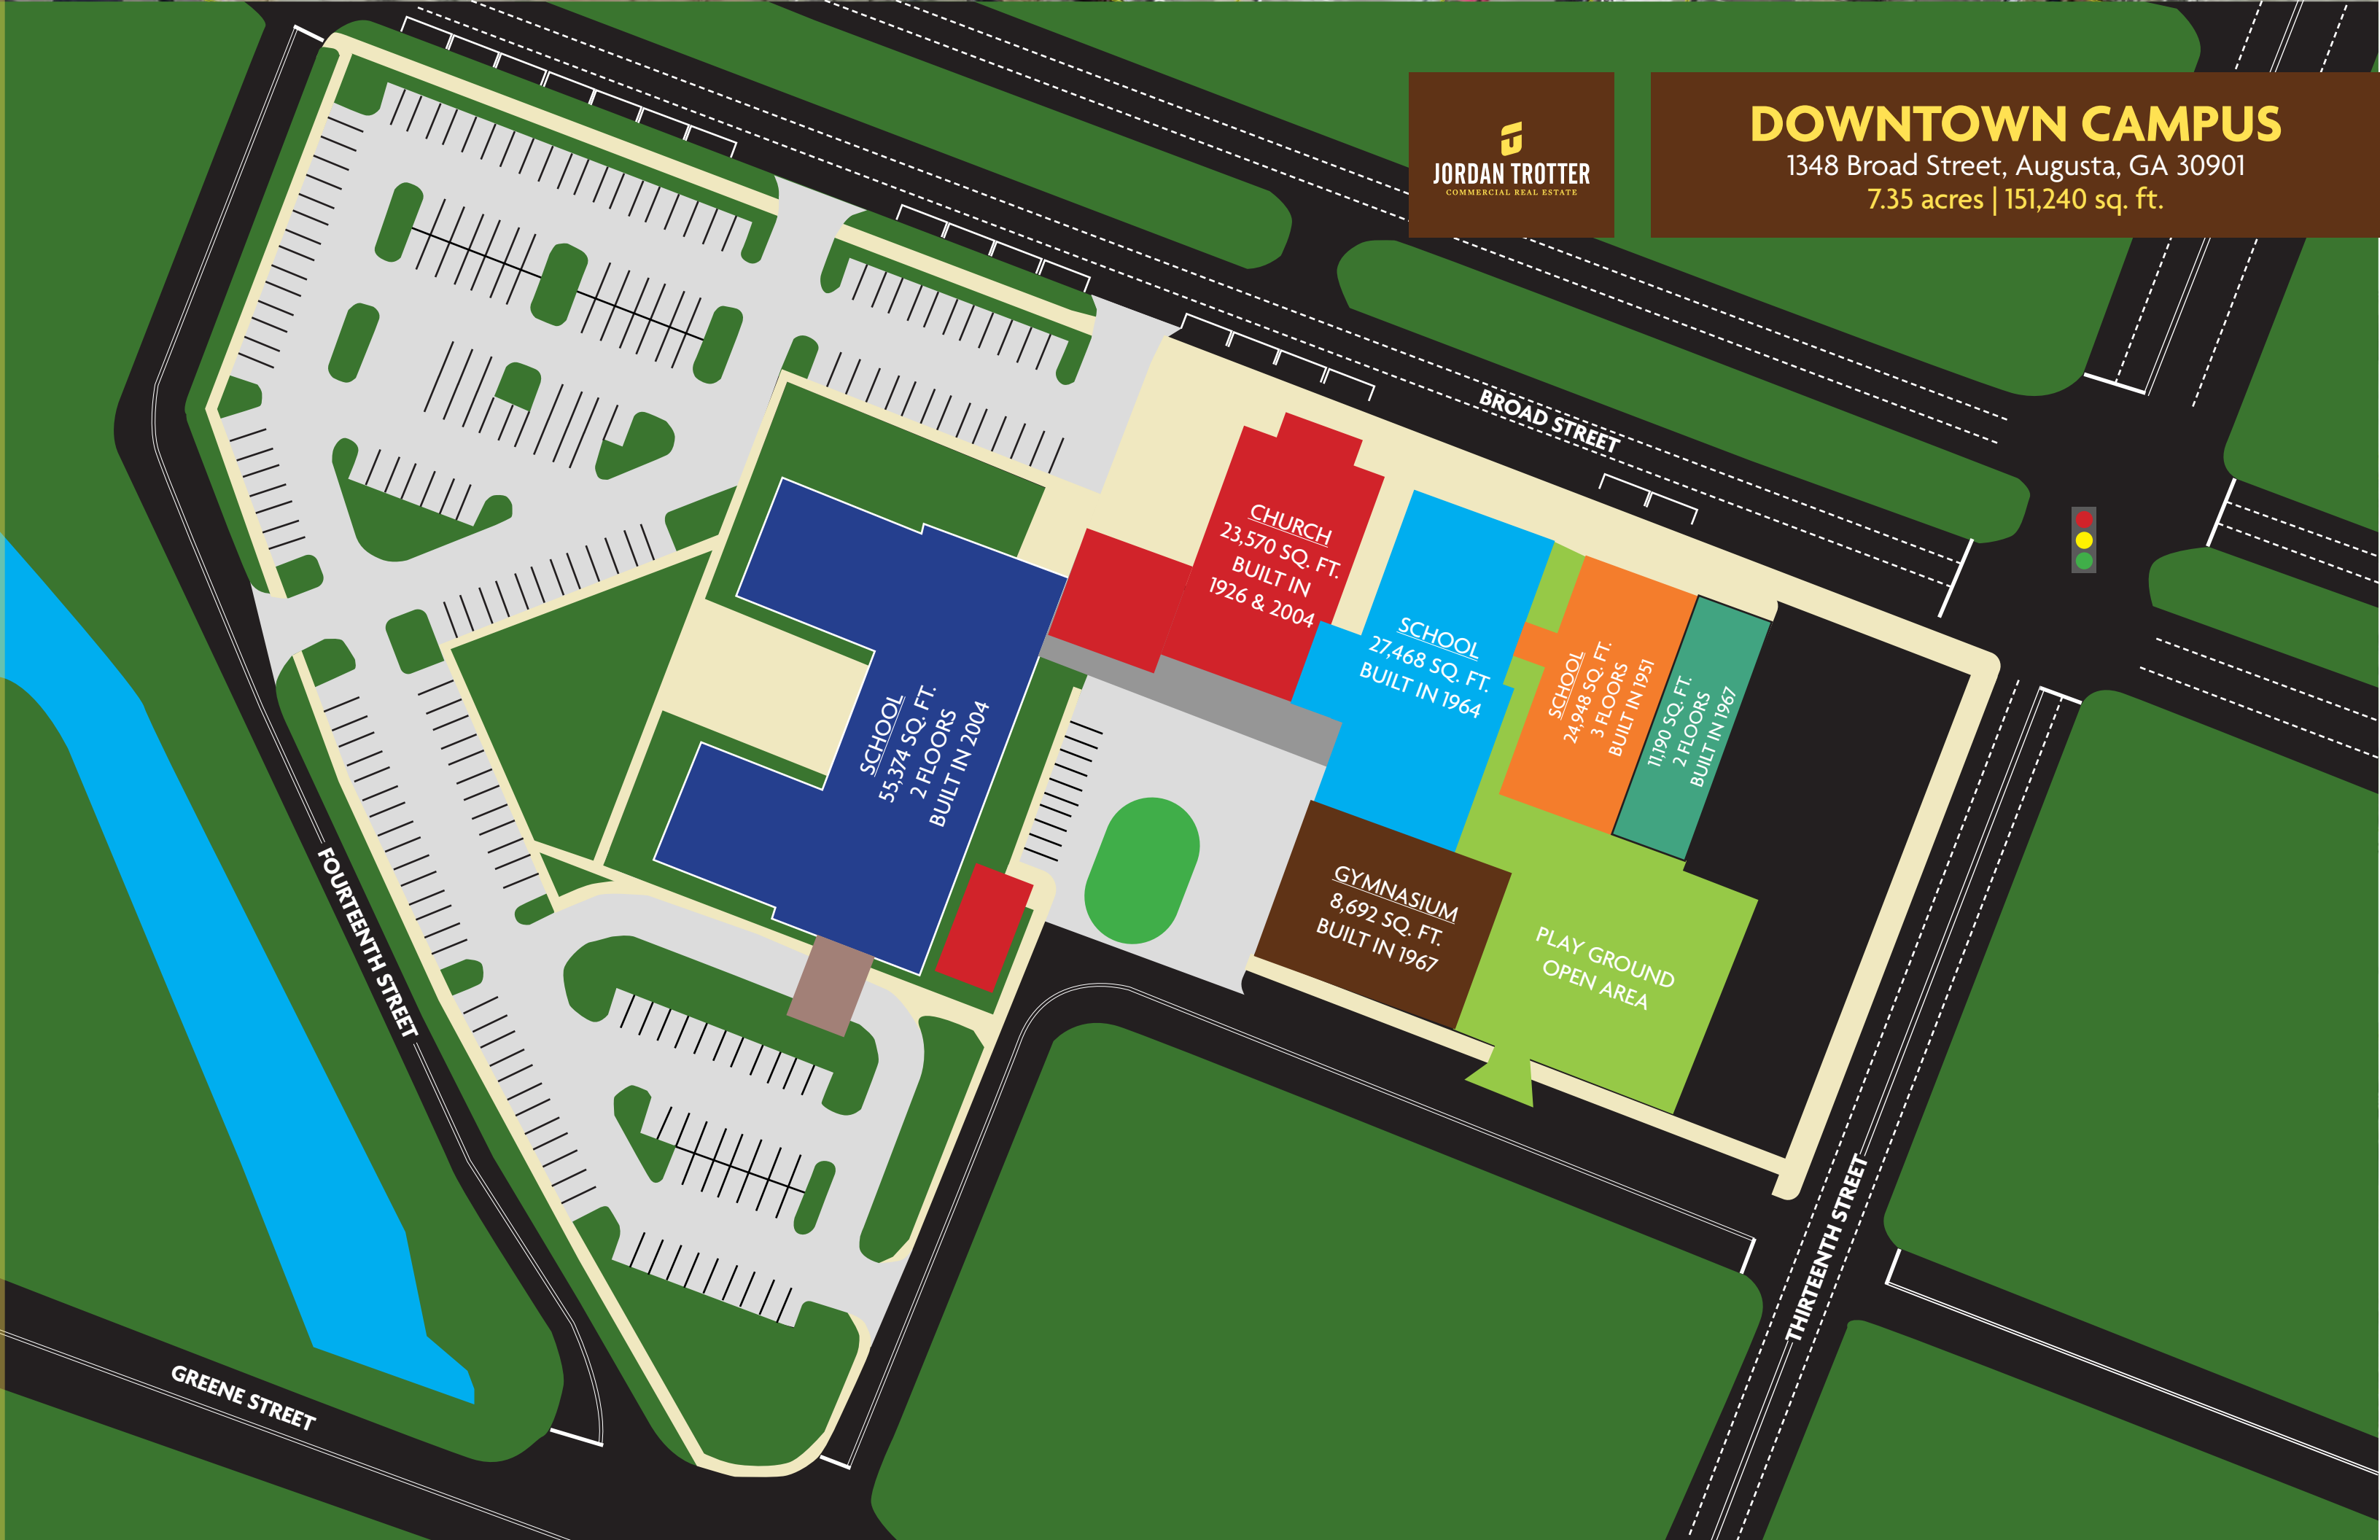 JORDAN TROTTER
COMMERCIAL REAL ESTATE
DOWNTOWN CAMPUS
1348 Broad Street, Augusta, GA 30901
7.35 acres | 151,240 sq. ft.
BROAD STREET
CHURCH
23,570 SQ. FT.
BUILT IN
1926 & 2004
SCHOOL
27,468 SQ. FT.
BUILT IN 1964
SCHOOL
24,948 SQ. FT.
3 FLOORS
BUILT IN 1951
11,190 SQ. FT.
2 FLOORS
BUILT IN 1967
SCHOOL
55,374 SQ. FT.
2 FLOORS
BUILT IN 2004
GYMNASIUM
8,692 SQ. FT.
BUILT IN 1967
PLAY GROUND
OPEN AREA
FOURTEENTH STREET
THIRTEENTH STREET
GREENE STREET